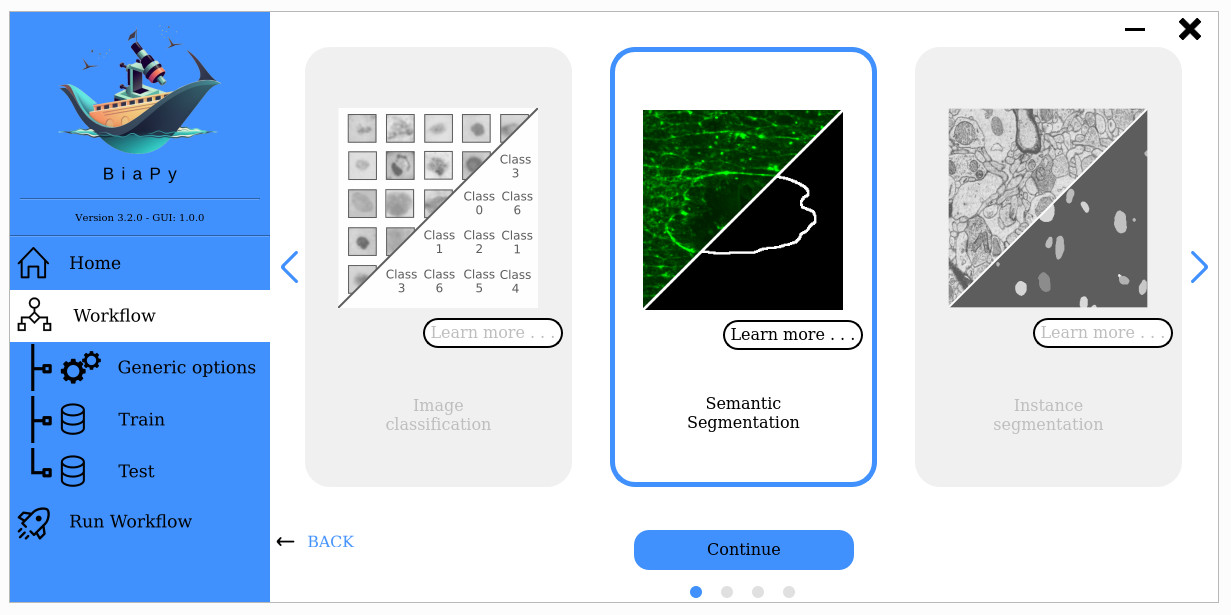 BiaPy
Version 3.2.0 - GUI: 1.0.0
Home
Workflow
Generic options
Train
Test
Run Workflow
Class
3
Class Class
0 6
Class Class Class
1 2 1
Class Class Class Class
3 6 5 4
Learn more . . .
Image
classification
Learn more . . .
Semantic
Segmentation
Learn more . . .
Instance
segmentation
BACK
Continue